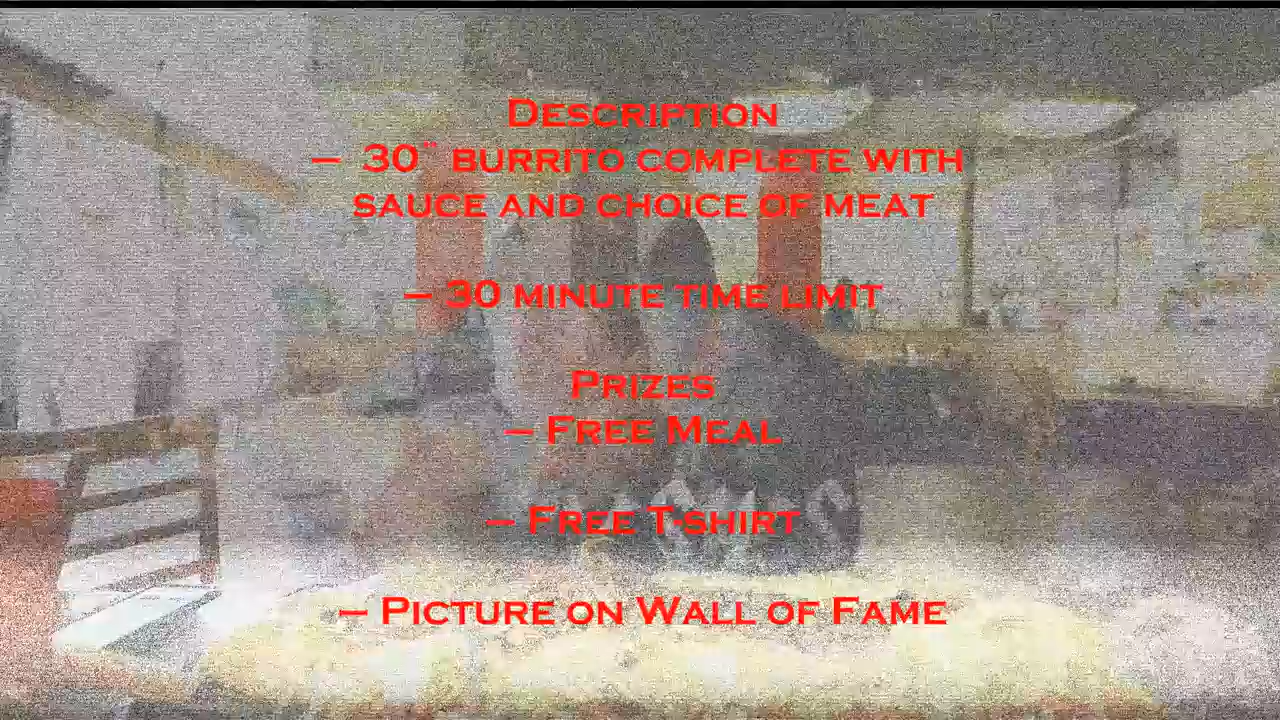 Description
– 30" burrito complete with
sauce and choice of meat
– 30 minute time limit
Prizes
– Free Meal
– Free T-shirt
– Picture on Wall of Fame